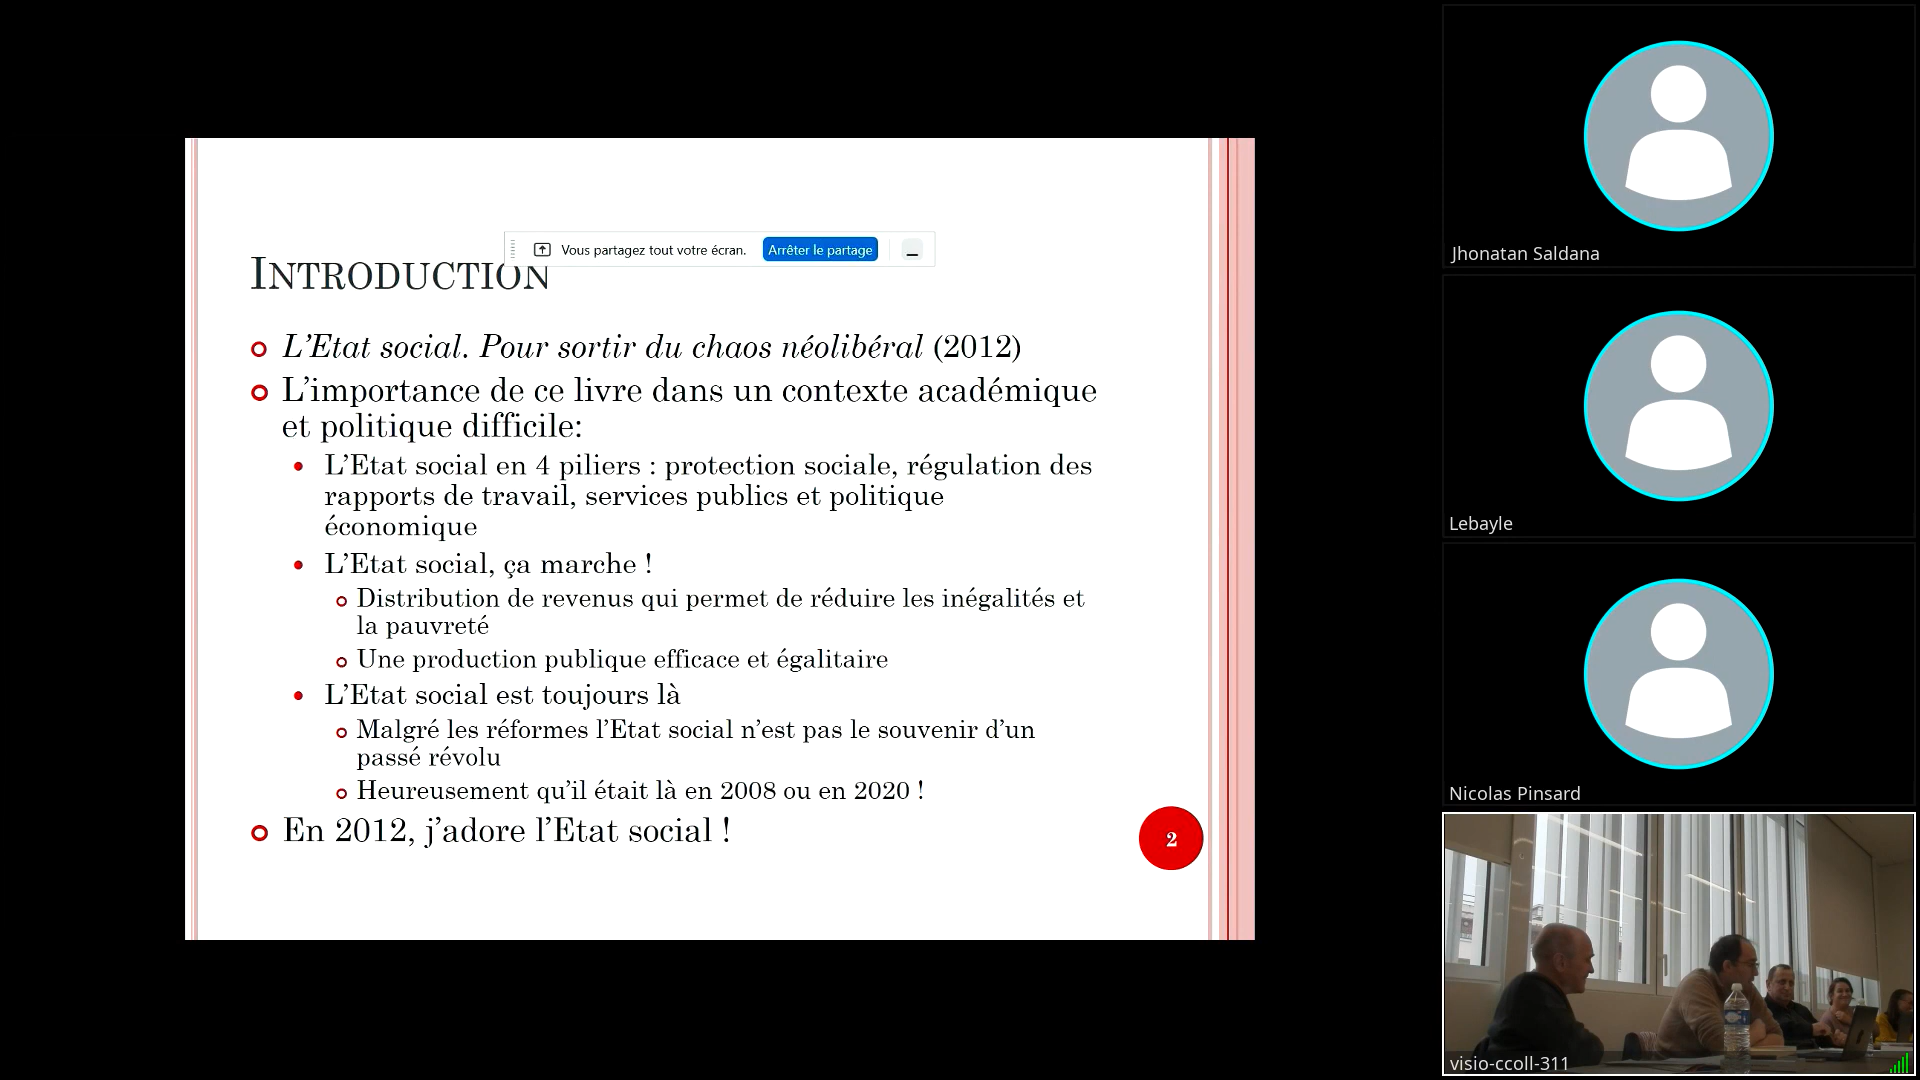 Vous partagez tout votre écran. Arrêter le partage
INTRODUCTION
L’Etat social. Pour sortir du chaos néolibéral (2012)
L’importance de ce livre dans un contexte académique
et politique difficile:
L’Etat social en 4 piliers : protection sociale, régulation des
rapports de travail, services publics et politique
économique
L’Etat social, ça marche !
Distribution de revenus qui permet de réduire les inégalités et
la pauvreté
Une production publique efficace et égalitaire
L’Etat social est toujours là
Malgré les réformes l’Etat social n’est pas le souvenir d’un
passé révolu
Heureusement qu’il était là en 2008 ou en 2020 !
En 2012, j’adore l’Etat social !
2
Jhonatan Saldana
Lebayle
Nicolas Pinsard
visio-ccoll-311